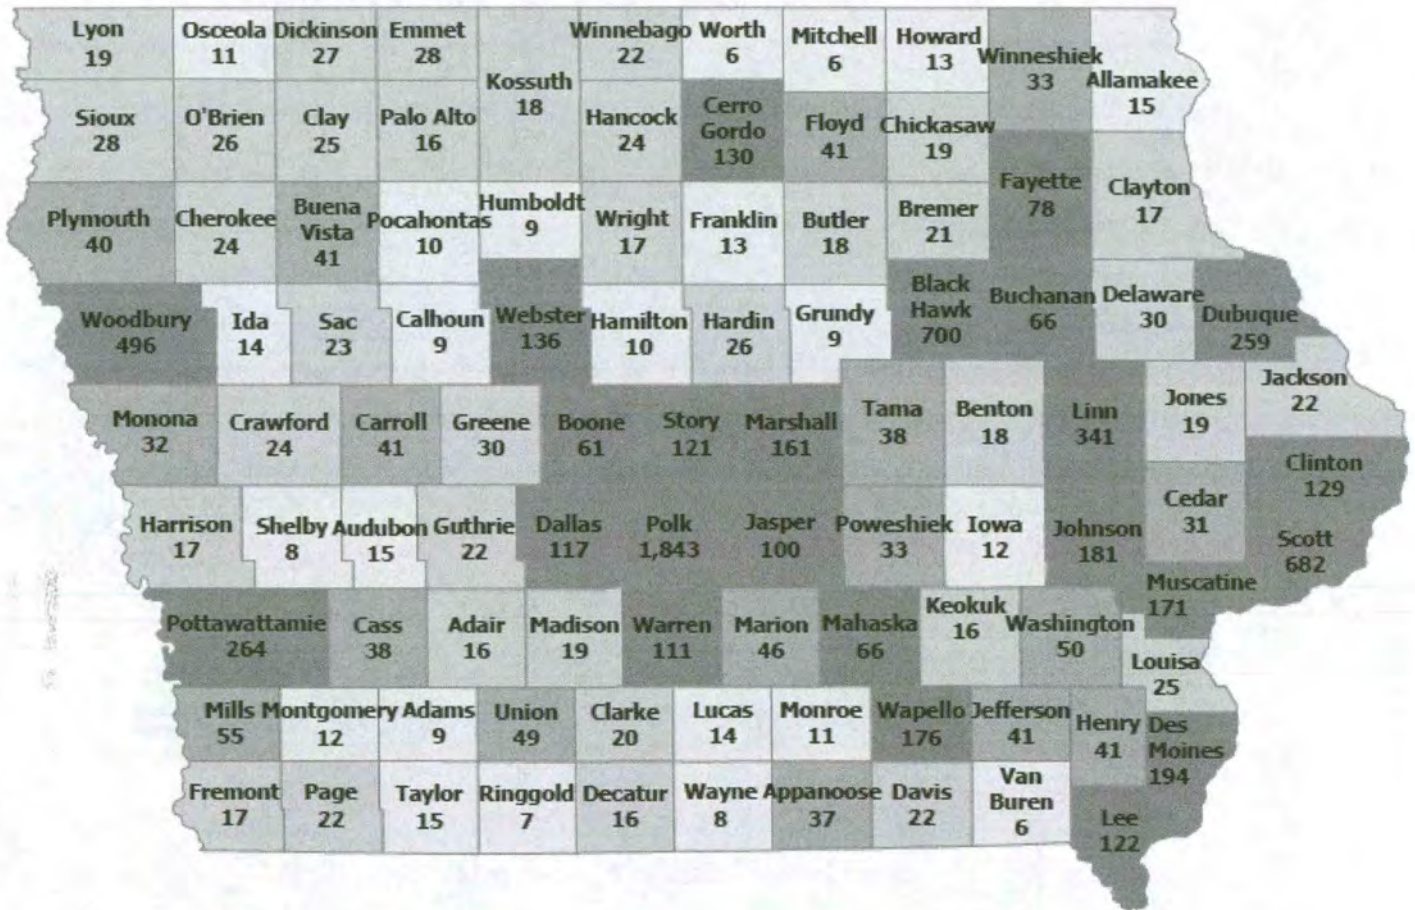 Lyon
19
Osceola
11
Dickinson
27
Emmet
28
Kossuth
18
Winnebago
22
Worth
6
Mitchell
6
Howard
13
Winneshiek
33
Allamakee
15
Sioux
28
O'Brien
26
Clay
25
Palo Alto
16
Hancock
24
Cerro
Gordo
130
Floyd
41
Chickasaw
19
Fayette
78
Clayton
17
Plymouth
40
Cherokee
24
Buena
Vista
41
Pocahontas
10
Humboldt
9
Wright
17
Franklin
13
Butler
18
Bremer
21
Woodbury
496
Ida
14
Sac
23
Calhoun
9
Webster
136
Hamilton
10
Hardin
26
Grundy
9
Black
Hawk
700
Buchanan
66
Delaware
30
Dubuque
259
Monona
32
Crawford
24
Carroll
41
Greene
30
Boone
61
Story
121
Marshall
161
Tama
38
Benton
18
Linn
341
Jones
19
Jackson
22
Clinton
129
Harrison
17
Shelby
8
Audubon
15
Guthrie
22
Dallas
117
Polk
1,843
Jasper
100
Poweshiek
33
Iowa
12
Johnson
181
Cedar
31
Scott
682
Muscatine
171
Pottawattamie
264
Cass
38
Adair
16
Madison
19
Warren
111
Marion
46
Mahaska
66
Keokuk
16
Washington
50
Louisa
25
Mills
55
Montgomery
12
Adams
9
Union
49
Clarke
20
Lucas
14
Monroe
11
Wapello
176
Jefferson
41
Henry
41
Des
Moines
194
Fremont
17
Page
22
Taylor
15
Ringgold
7
Decatur
16
Wayne
8
Appanoose
37
Davis
22
Van
Buren
6
Lee
122